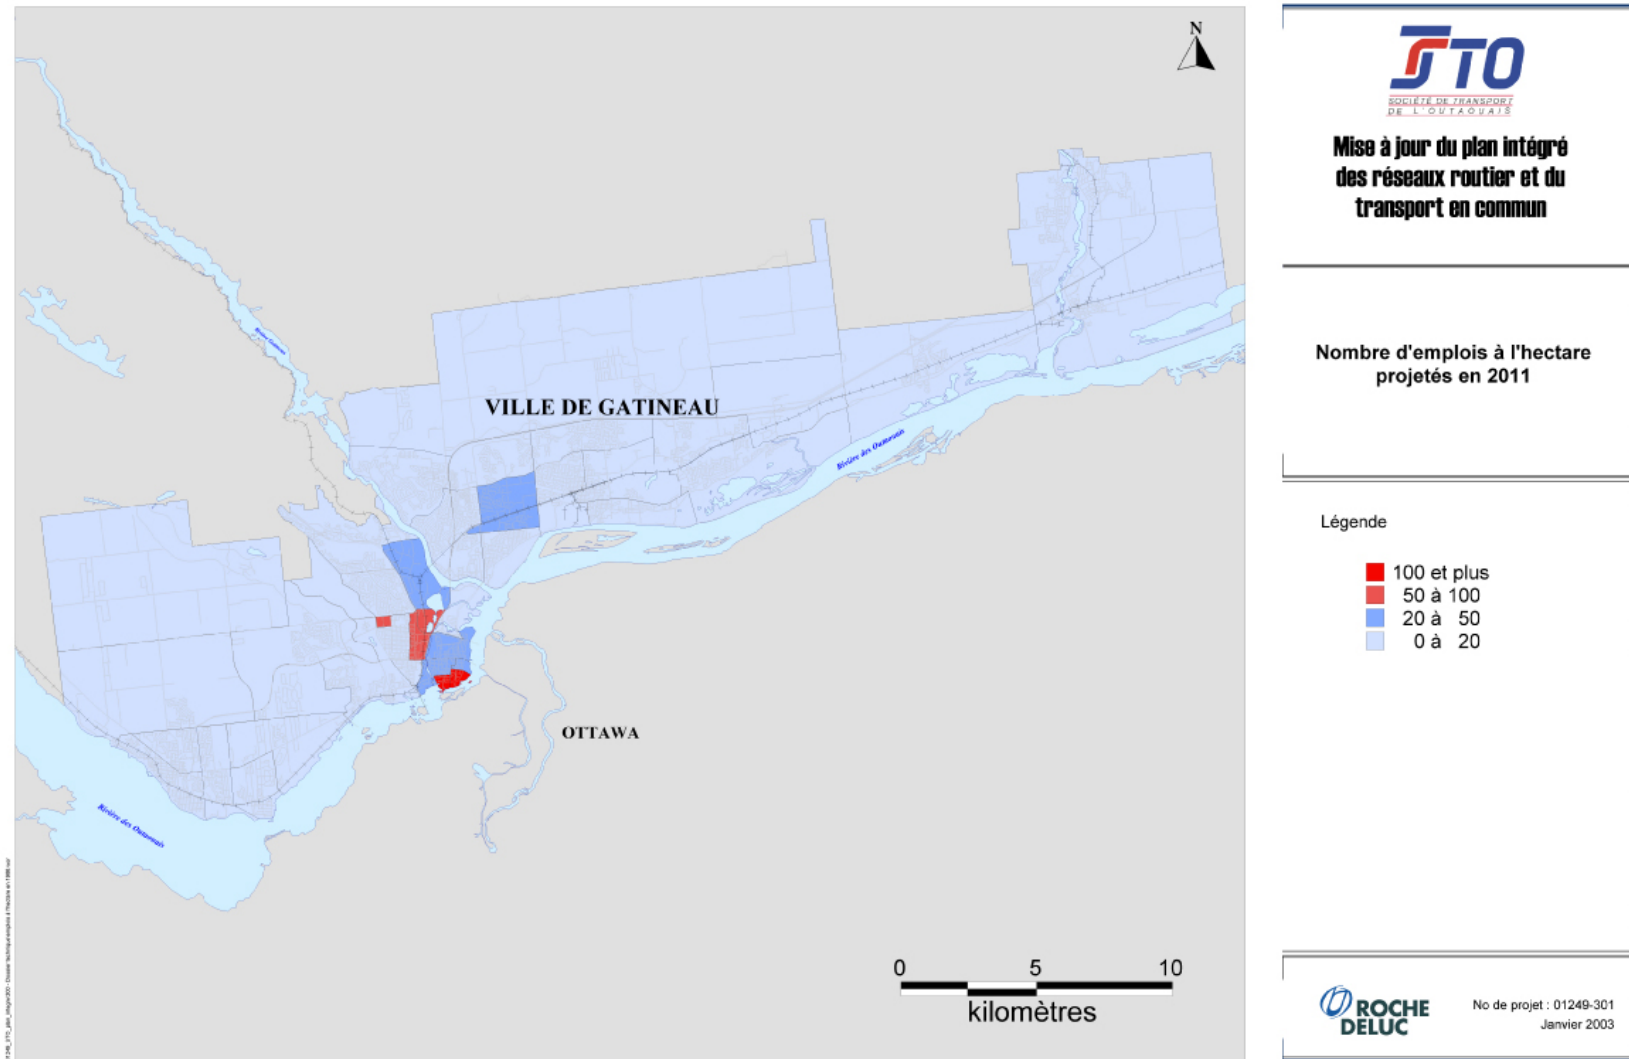 N
VILLE DE GATINEAU
Rivière Gatineau
Rivière des Outaouais
OTTAWA
Rivière des Outaouais
0 5 10
kilomètres
STO
SOCIÉTÉ DE TRANSPORT
DE L'OUTAOUAIS
Mise à jour du plan intégré
des réseaux routier et du
transport en commun
Nombre d'emplois à l'hectare
projetés en 2011
Légende
100 et plus
50 à 100
20 à 50
0 à 20
ROCHE
DELUC
No de projet : 01249-301
Janvier 2003